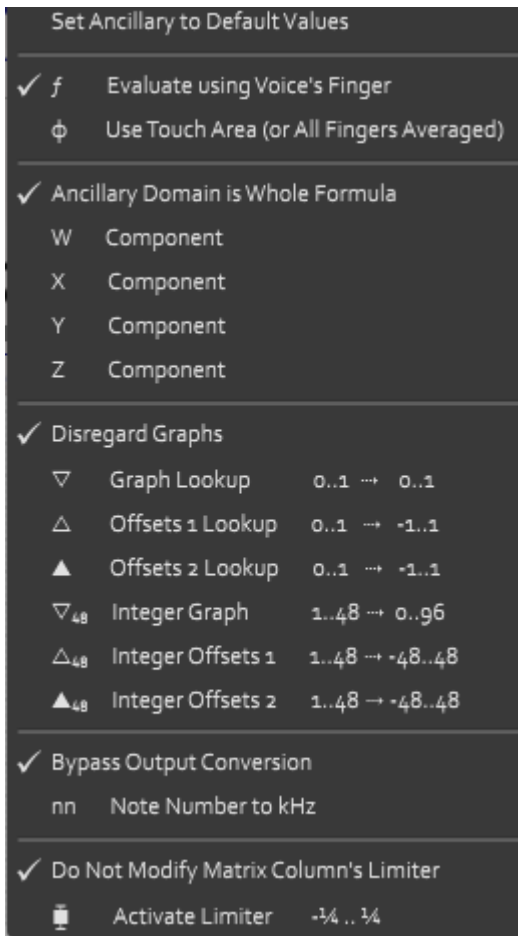 Set Ancillary to Default Values
✓ ƒ Evaluate using Voice's Finger
ф Use Touch Area (or All Fingers Averaged)
✓ Ancillary Domain is Whole Formula
W Component
X Component
Y Component
Z Component
✓ Disregard Graphs
▽ Graph Lookup 0..1 ⇢ 0..1
△ Offsets 1 Lookup 0..1 ⇢ -1..1
▲ Offsets 2 Lookup 0..1 ⇢ -1..1
▽48 Integer Graph 1..48 ⇢ 0..96
△48 Integer Offsets 1 1..48 ⇢ -48..48
▲48 Integer Offsets 2 1..48 → -48..48
✓ Bypass Output Conversion
nn Note Number to kHz
✓ Do Not Modify Matrix Column's Limiter
Activate Limiter -¼ .. ¼